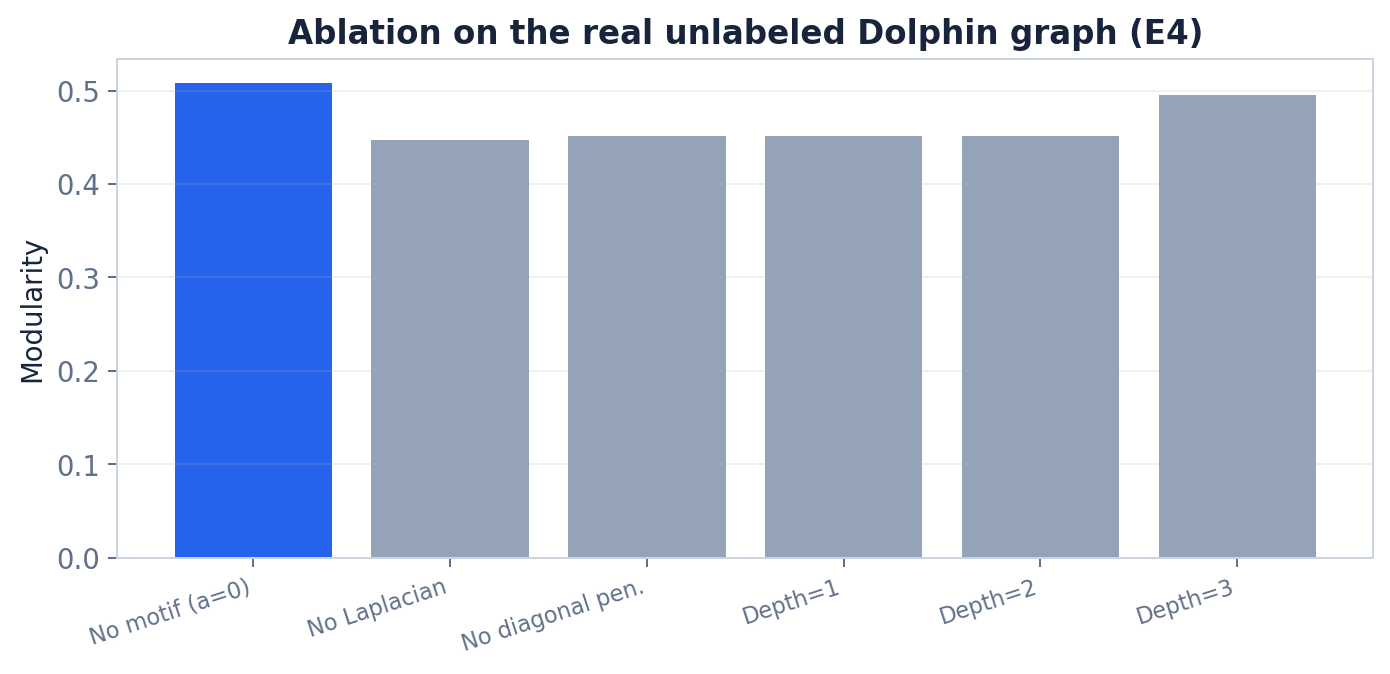 Ablation on the real unlabeled Dolphin graph (E4)
Modularity
0.5
0.4
0.3
0.2
0.1
0.0
No motif (a=0)
No Laplacian
No diagonal pen.
Depth=1
Depth=2
Depth=3